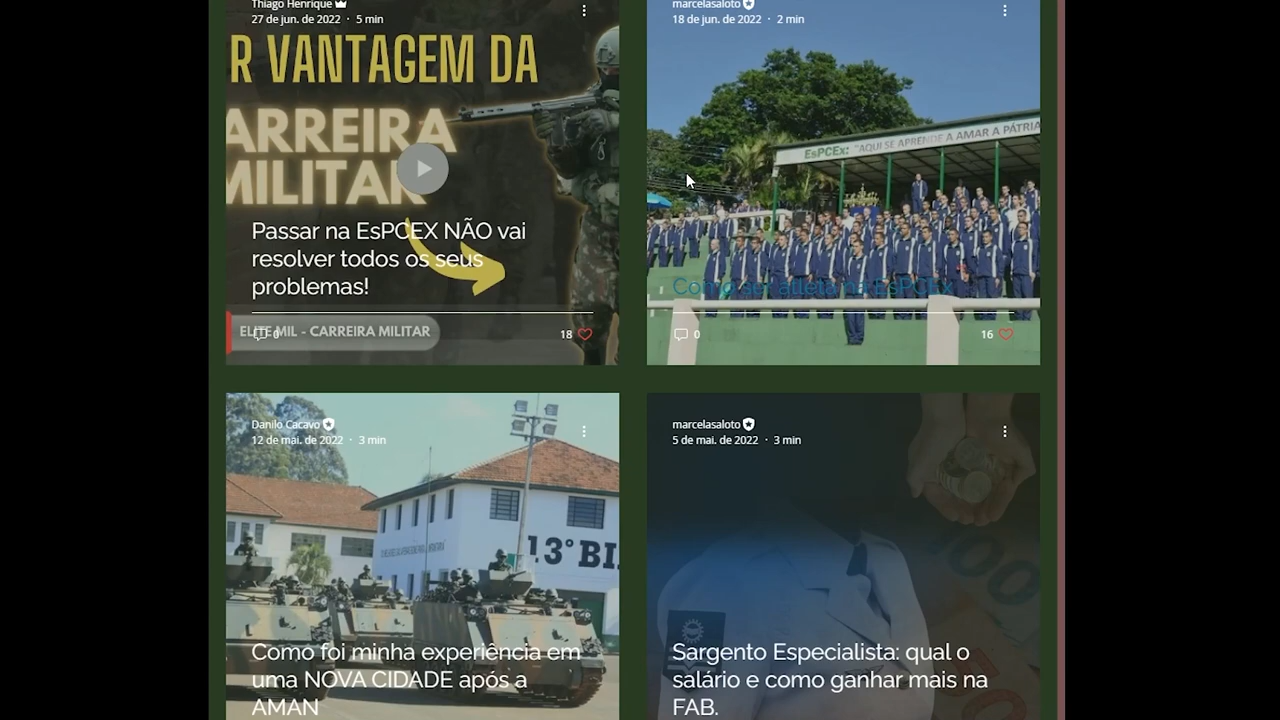 Thiago Henrique
27 de jun. de 2022 · 5 min
R VANTAGEM DA
ARREIRA
MILITAR
Passar na EsPCEX NÃO vai
resolver todos os seus
problemas!
ELITE MIL - CARREIRA MILITAR
0
18
marcelasaloto
18 de jun. de 2022 · 2 min
EsPCEx: "AQUI SE APRENDE A AMAR A PÁTRIA
Como ser atleta na EsPCEx
0
16
Danilo Cacavo
12 de mai. de 2022 · 3 min
13° BI
Como foi minha experiência em
uma NOVA CIDADE após a
AMAN
marcelasaloto
5 de mai. de 2022 · 3 min
Sargento Especialista: qual o
salário e como ganhar mais na
FAB.